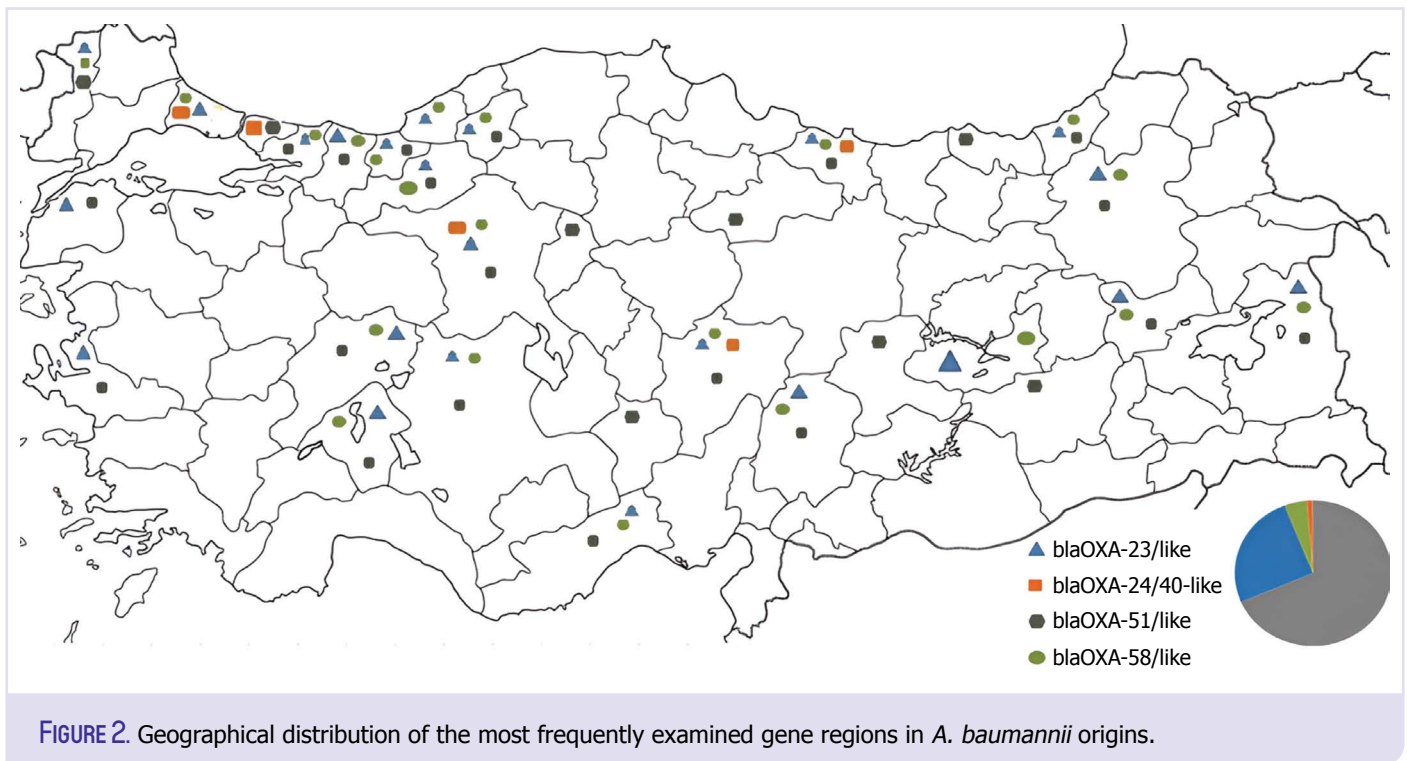 blaOXA-23/like
blaOXA-24/40-like
blaOXA-51/like
blaOXA-58/like
FIGURE 2. Geographical distribution of the most frequently examined gene regions in A. baumannii origins.